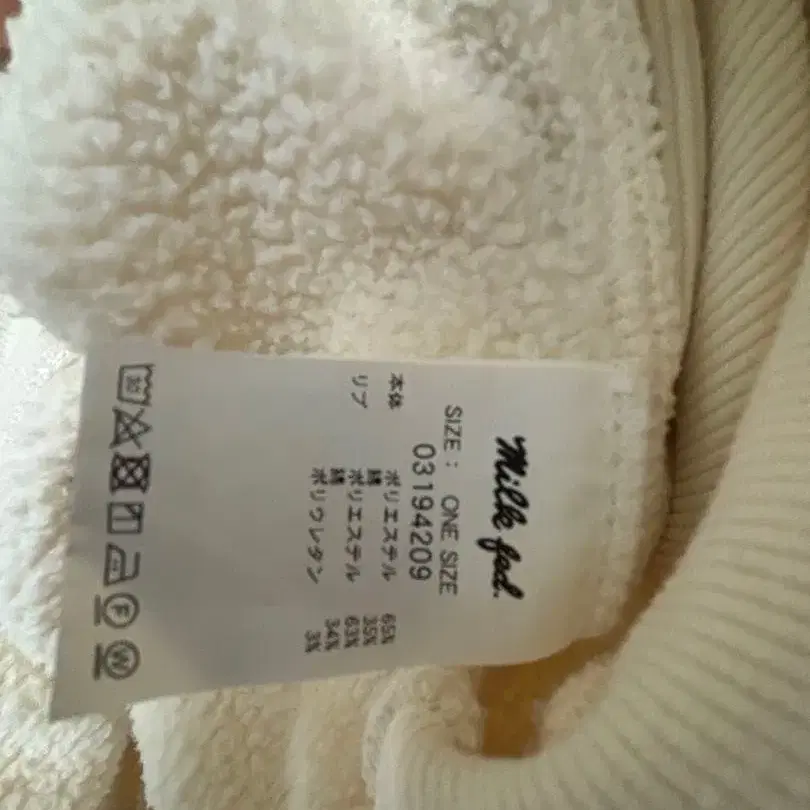 Milk fed.
SIZE : ONE SIZE
03194209
本体 ポリエステル 65%
綿 35%
リブ ポリエステル 63%
綿 34%
ポリウレタン 3%
F
W